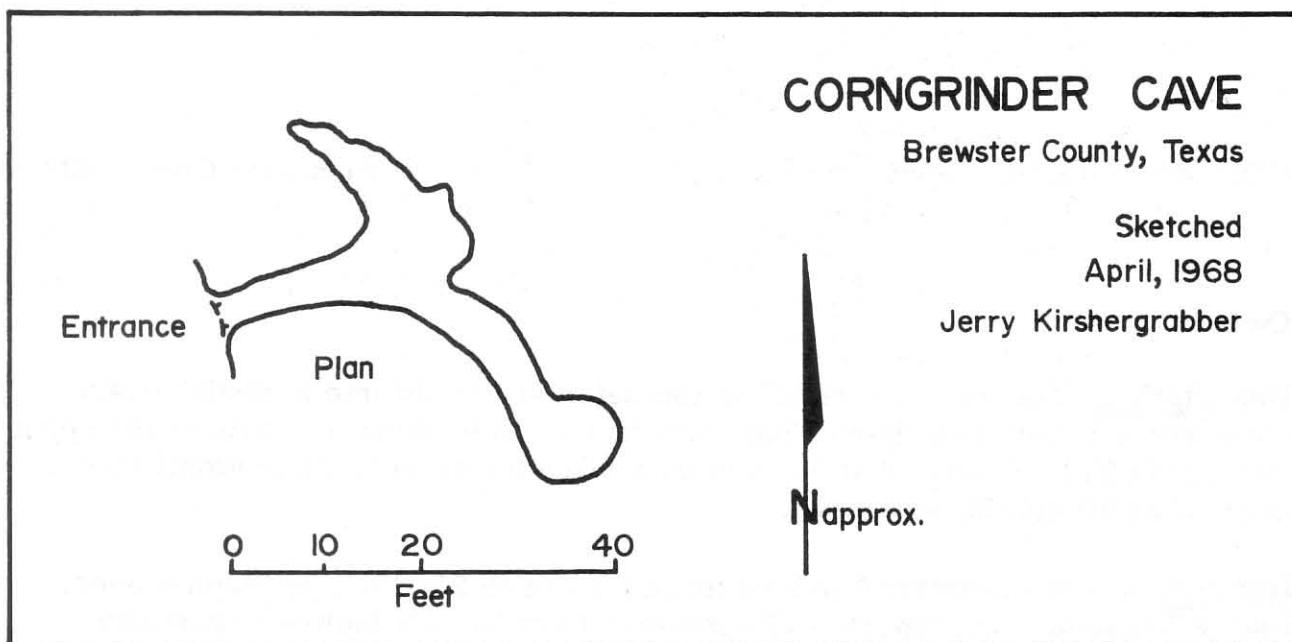 CORNGRINDER CAVE
Brewster County, Texas
Sketched
April, 1968
Jerry Kirshergrabber
Entrance
Plan
N approx.
0 10 20 40
Feet